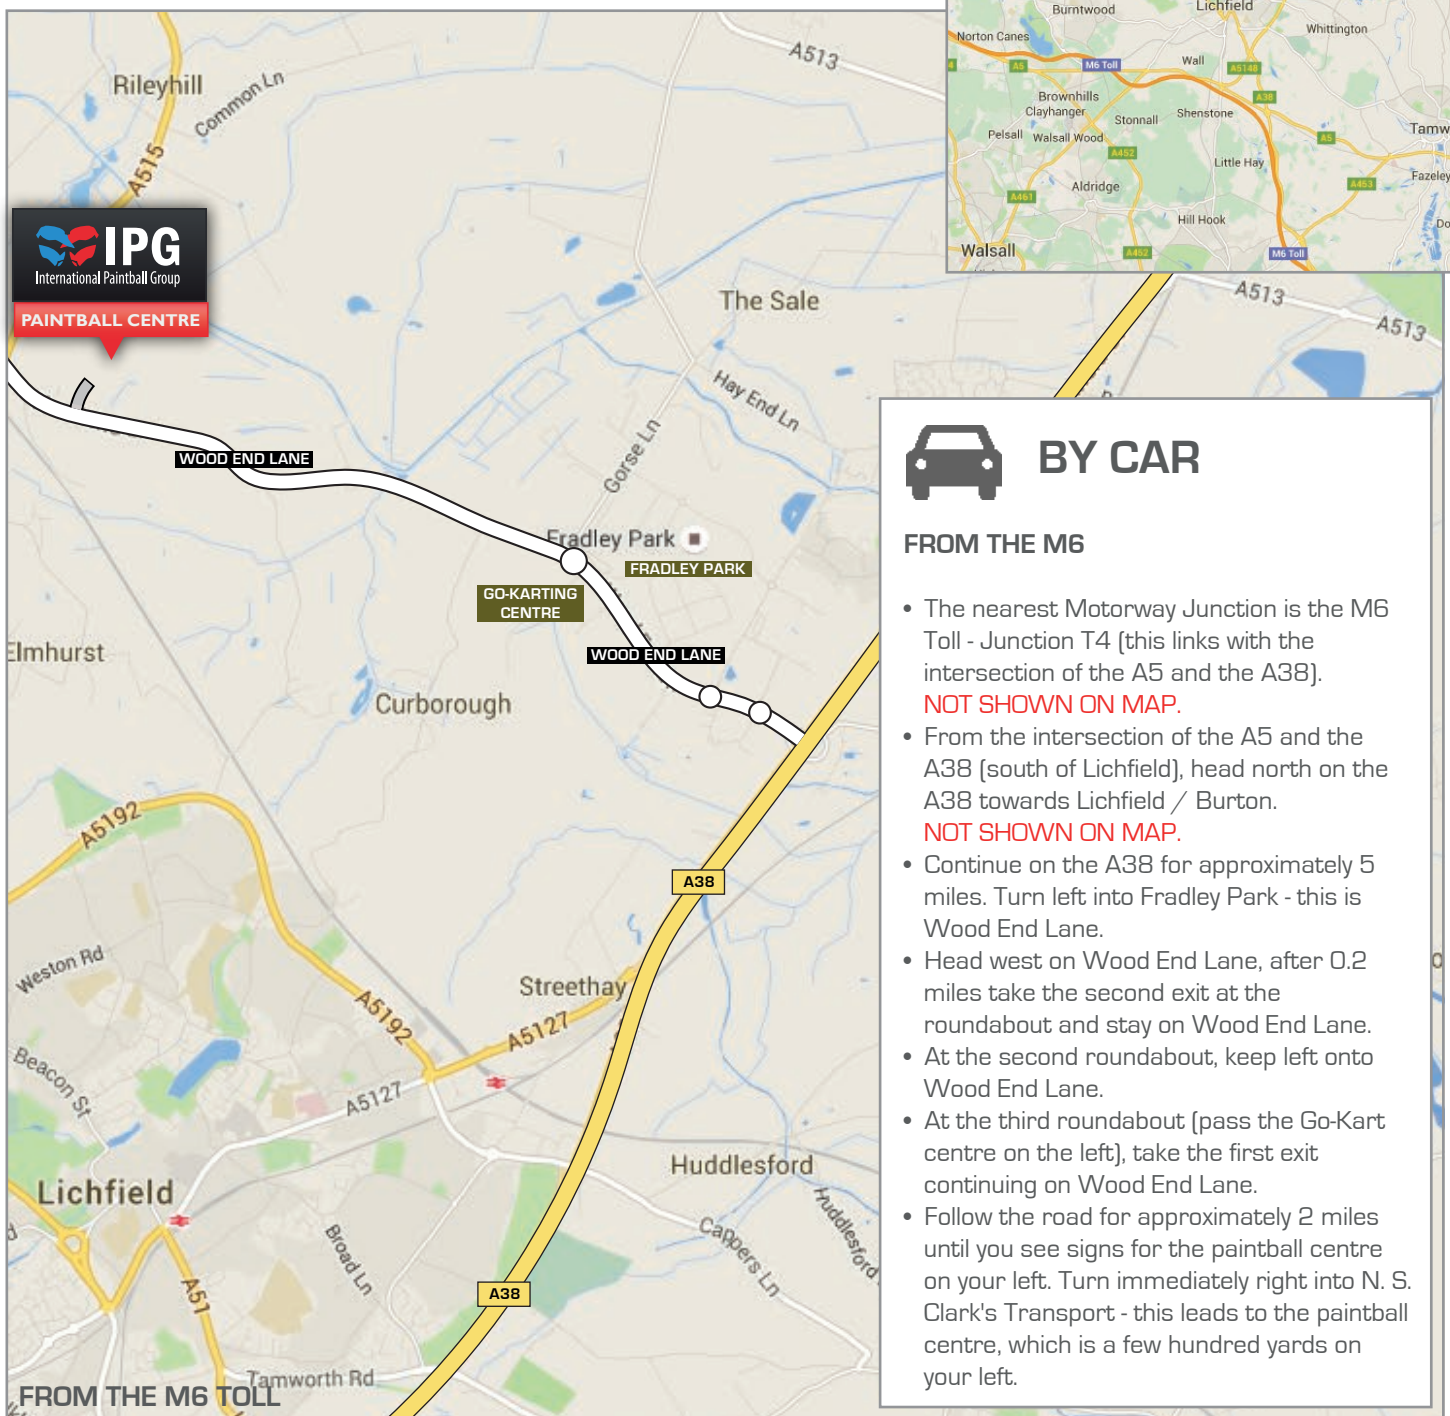 Burntwood
Lichfield
Whittington
Norton Canes
A5
M6 Toll
Wall
A5148
A38
Brownhills
Clayhanger
Stonnall
Shenstone
Pelsall
Walsall Wood
A452
A5
Tamw
Little Hay
Fazeley
Aldridge
A453
A461
Hill Hook
Do
Walsall
A452
M6 Toll
A513
Rileyhill
Common Ln
A515
IPG
International Paintball Group
PAINTBALL CENTRE
The Sale
A513
A513
Hay End Ln
Gorse Ln
WOOD END LANE
Fradley Park
FRADLEY PARK
GO-KARTING
CENTRE
WOOD END LANE
Elmhurst
Curborough
A5192
A38
Weston Rd
Streethay
A5192
A5127
Beacon St
A5127
Huddlesford
Lichfield
Huddlesford
Cappers Ln
Broad Ln
A51
A38
Tamworth Rd
FROM THE M6 TOLL
BY CAR
FROM THE M6
• The nearest Motorway Junction is the M6
Toll - Junction T4 (this links with the
intersection of the A5 and the A38).
NOT SHOWN ON MAP.
• From the intersection of the A5 and the
A38 (south of Lichfield), head north on the
A38 towards Lichfield / Burton.
NOT SHOWN ON MAP.
• Continue on the A38 for approximately 5
miles. Turn left into Fradley Park - this is
Wood End Lane.
• Head west on Wood End Lane, after 0.2
miles take the second exit at the
roundabout and stay on Wood End Lane.
• At the second roundabout, keep left onto
Wood End Lane.
• At the third roundabout (pass the Go-Kart
centre on the left), take the first exit
continuing on Wood End Lane.
• Follow the road for approximately 2 miles
until you see signs for the paintball centre
on your left. Turn immediately right into N. S.
Clark's Transport - this leads to the paintball
centre, which is a few hundred yards on
your left.